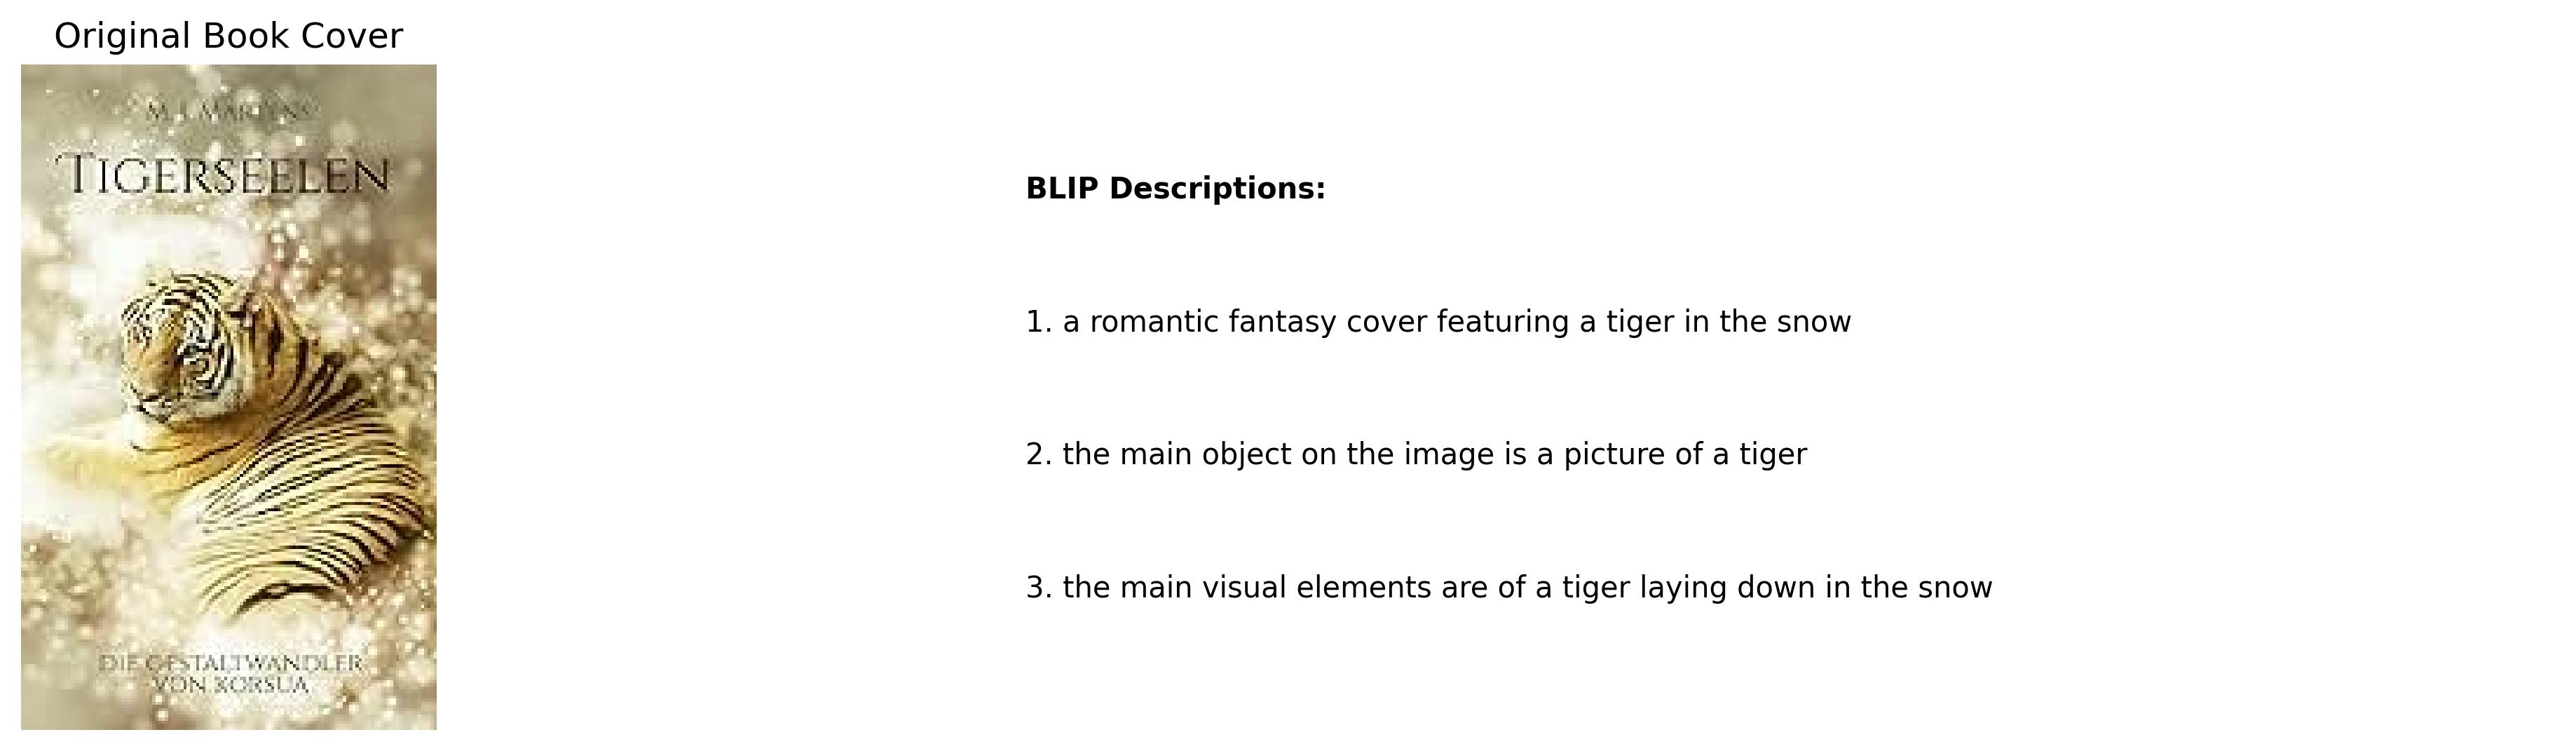 Original Book Cover
M. J. MARTENS
TIGERSEELEN
DIE GESTALTWANDLER
VON KORSUA
BLIP Descriptions:
1. a romantic fantasy cover featuring a tiger in the snow
2. the main object on the image is a picture of a tiger
3. the main visual elements are of a tiger laying down in the snow